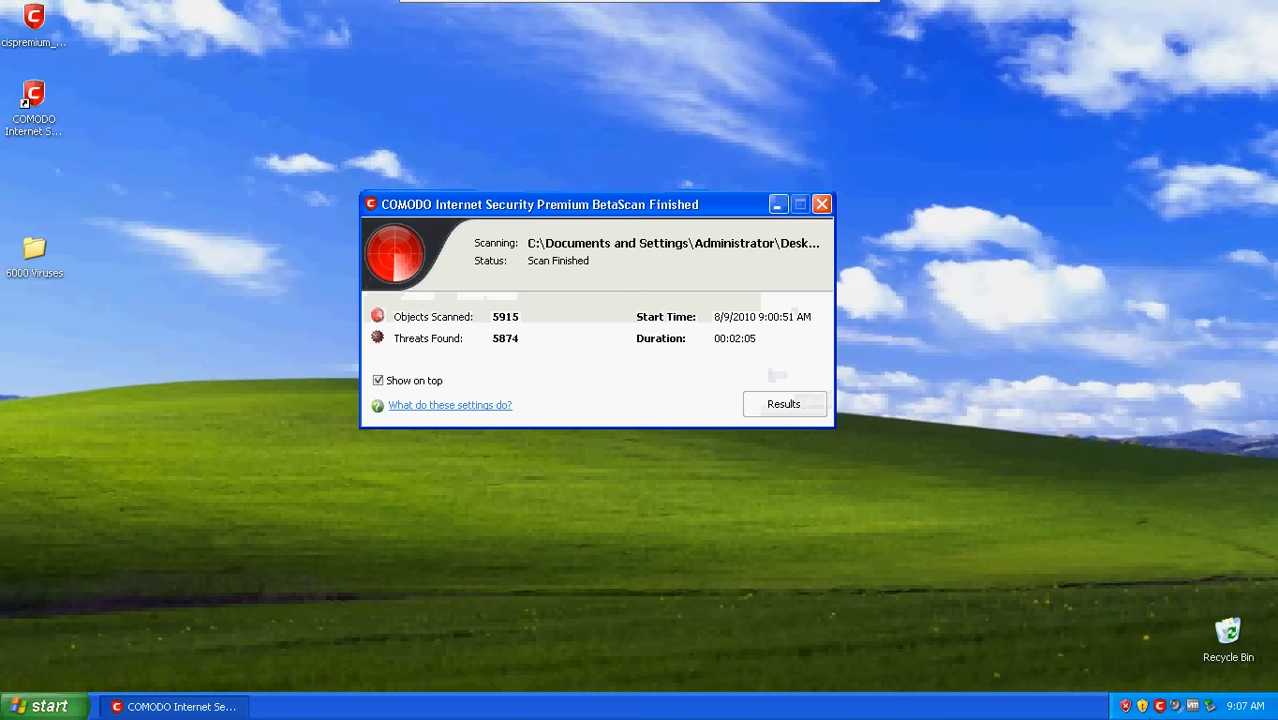 cispremium_...
COMODO
Internet S...
6000 Viruses
COMODO Internet Security Premium BetaScan Finished
Scanning: C:\Documents and Settings\Administrator\Desk...
Status: Scan Finished
Objects Scanned: 5915 Start Time: 8/9/2010 9:00:51 AM
Threats Found: 5874 Duration: 00:02:05
Show on top
What do these settings do?
Results
Recycle Bin
start
COMODO Internet Se...
9:07 AM